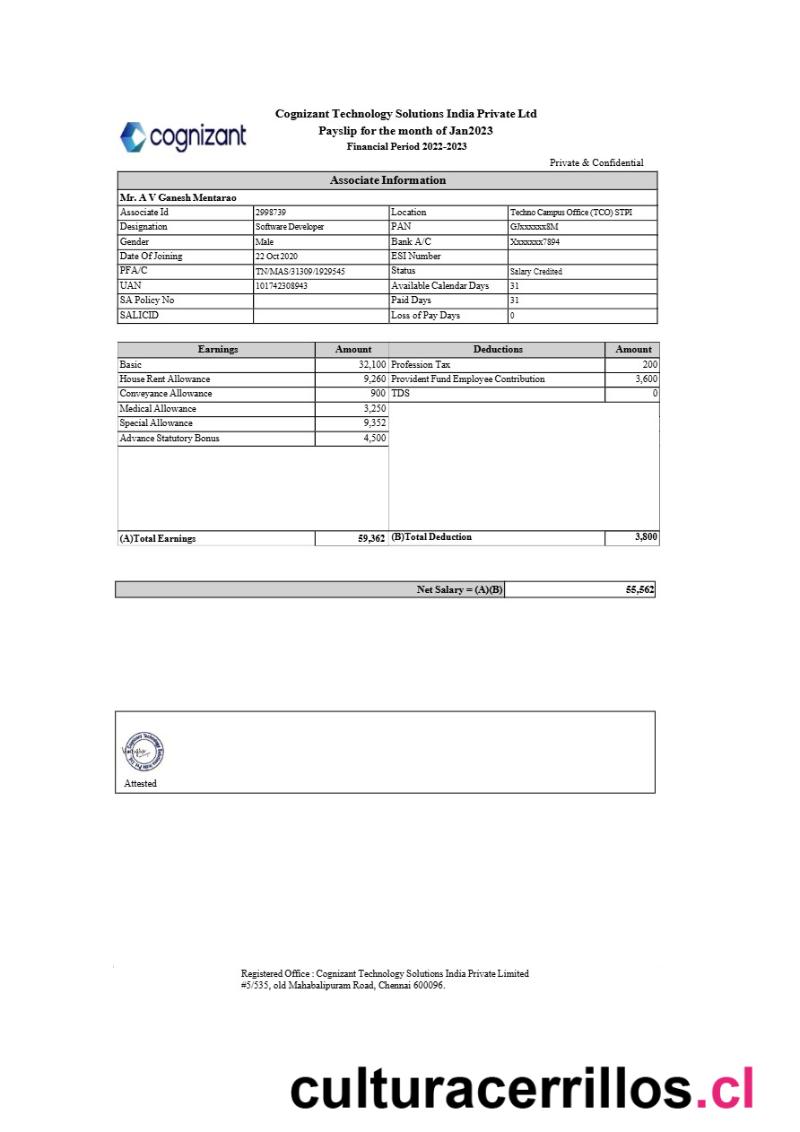 cognizant
Cognizant Technology Solutions India Private Ltd
Payslip for the month of Jan2023
Financial Period 2022-2023
Private & Confidential
Associate Information
Mr. A V Ganesh Mentarao
Associate Id 2998739 Location Techno Campus Office (TCO) STPI
Designation Software Developer PAN GJxxxxxx8M
Gender Male Bank A/C Xxxxxxx7894
Date Of Joining 22 Oct 2020 ESI Number
PFA/C TN/MAS/31309/1929545 Status Salary Credited
UAN 101742308943 Available Calendar Days 31
SA Policy No Paid Days 31
SALICID Loss of Pay Days 0
Earnings Amount Deductions Amount
Basic 32,100 Profession Tax 200
House Rent Allowance 9,260 Provident Fund Employee Contribution 3,600
Conveyance Allowance 900 TDS 0
Medical Allowance 3,250
Special Allowance 9,352
Advance Statutory Bonus 4,500
(A)Total Earnings 59,362 (B)Total Deduction 3,800
Net Salary = (A)(B) 55,562
Attested
Registered Office : Cognizant Technology Solutions India Private Limited
#5/535, old Mahabalipuram Road, Chennai 600096.
culturacerrillos.cl